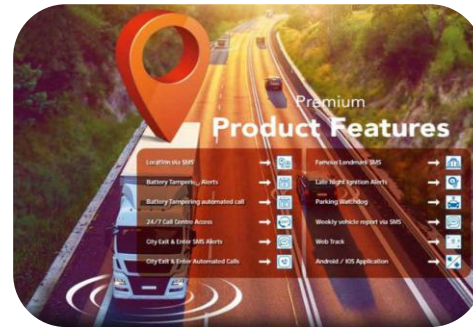 Premium
Product Features
Location via SMS
Battery Tampering Alerts
Battery Tampering automated call
24/7 Call Centre Access
City Exit & Enter SMS Alerts
City Exit & Enter Automated Calls
Famous Landmark SMS
Late Night Ignition Alerts
Parking Watchdog
Weekly vehicle report via SMS
Web Track
Android / IOS Application